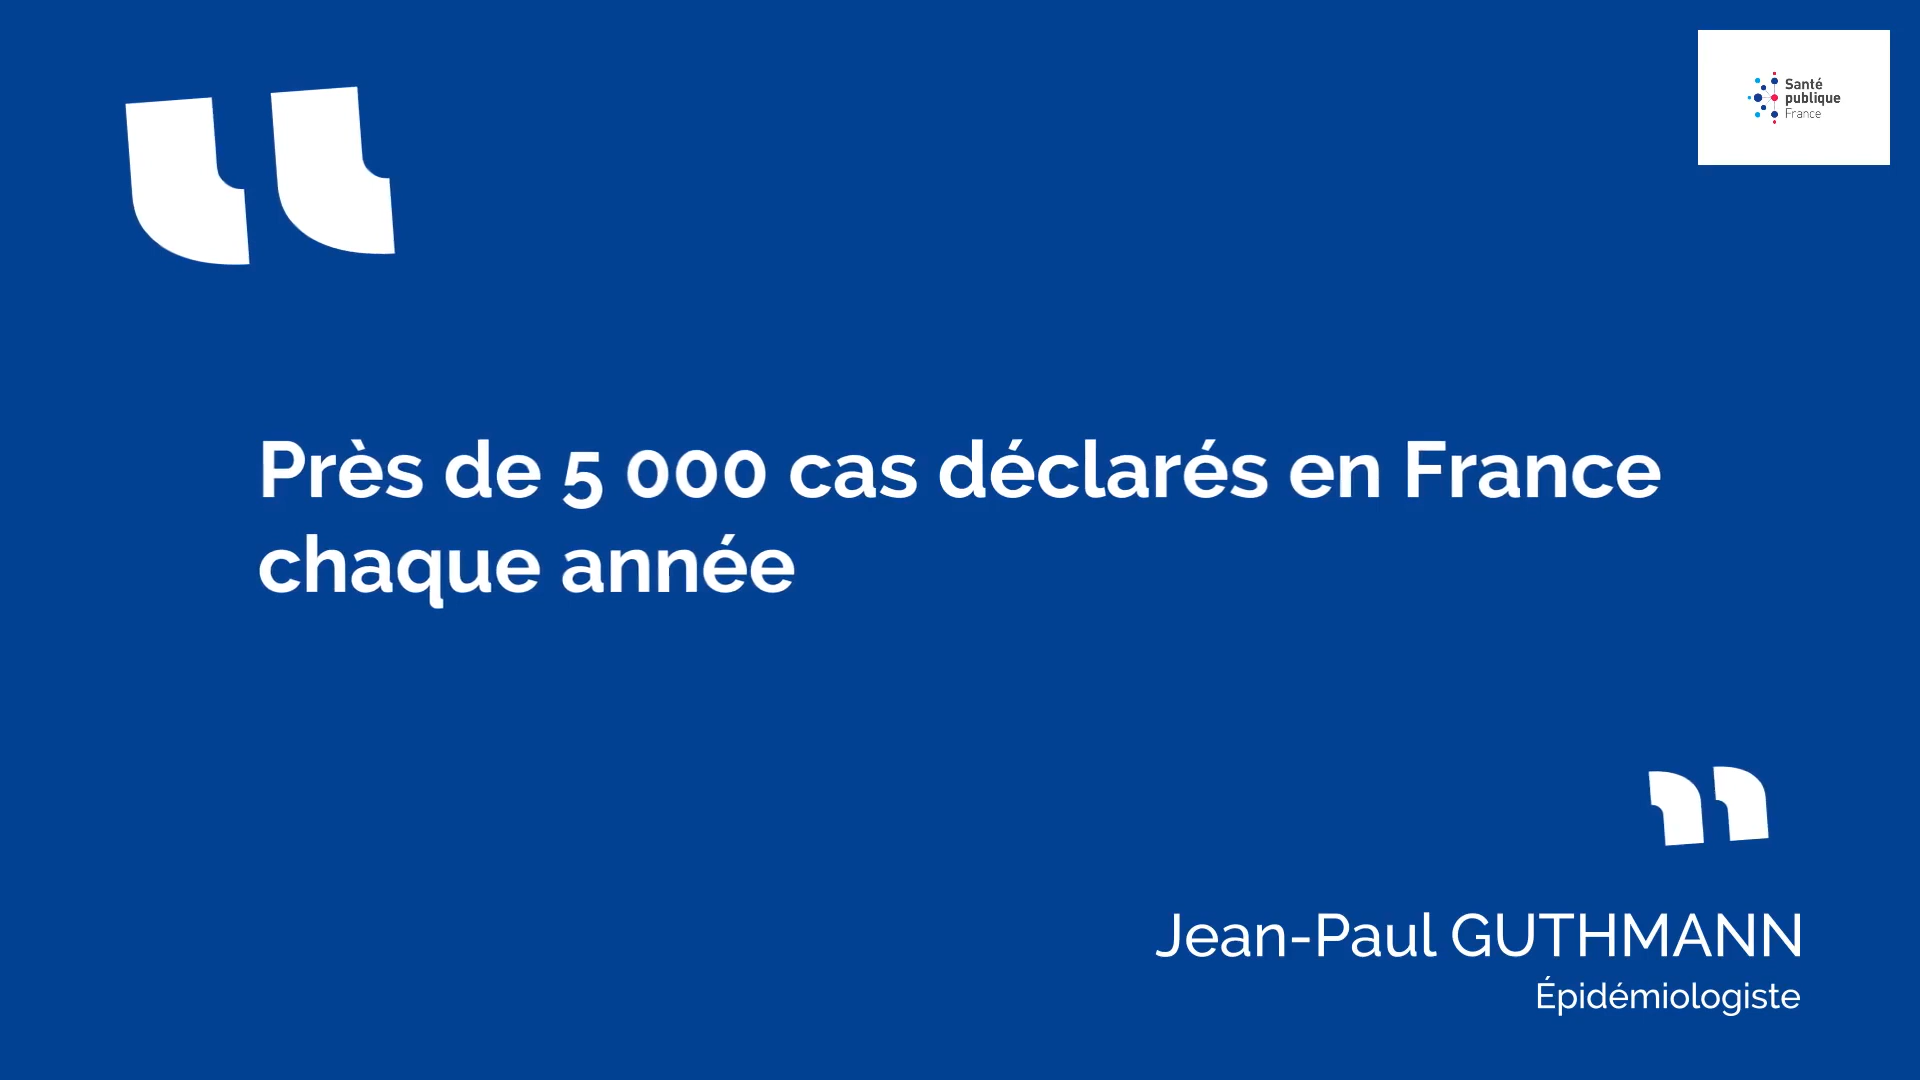 Santé
publique
France
Près de 5 000 cas déclarés en France
chaque année
Jean-Paul GUTHMANN
Épidémiologiste